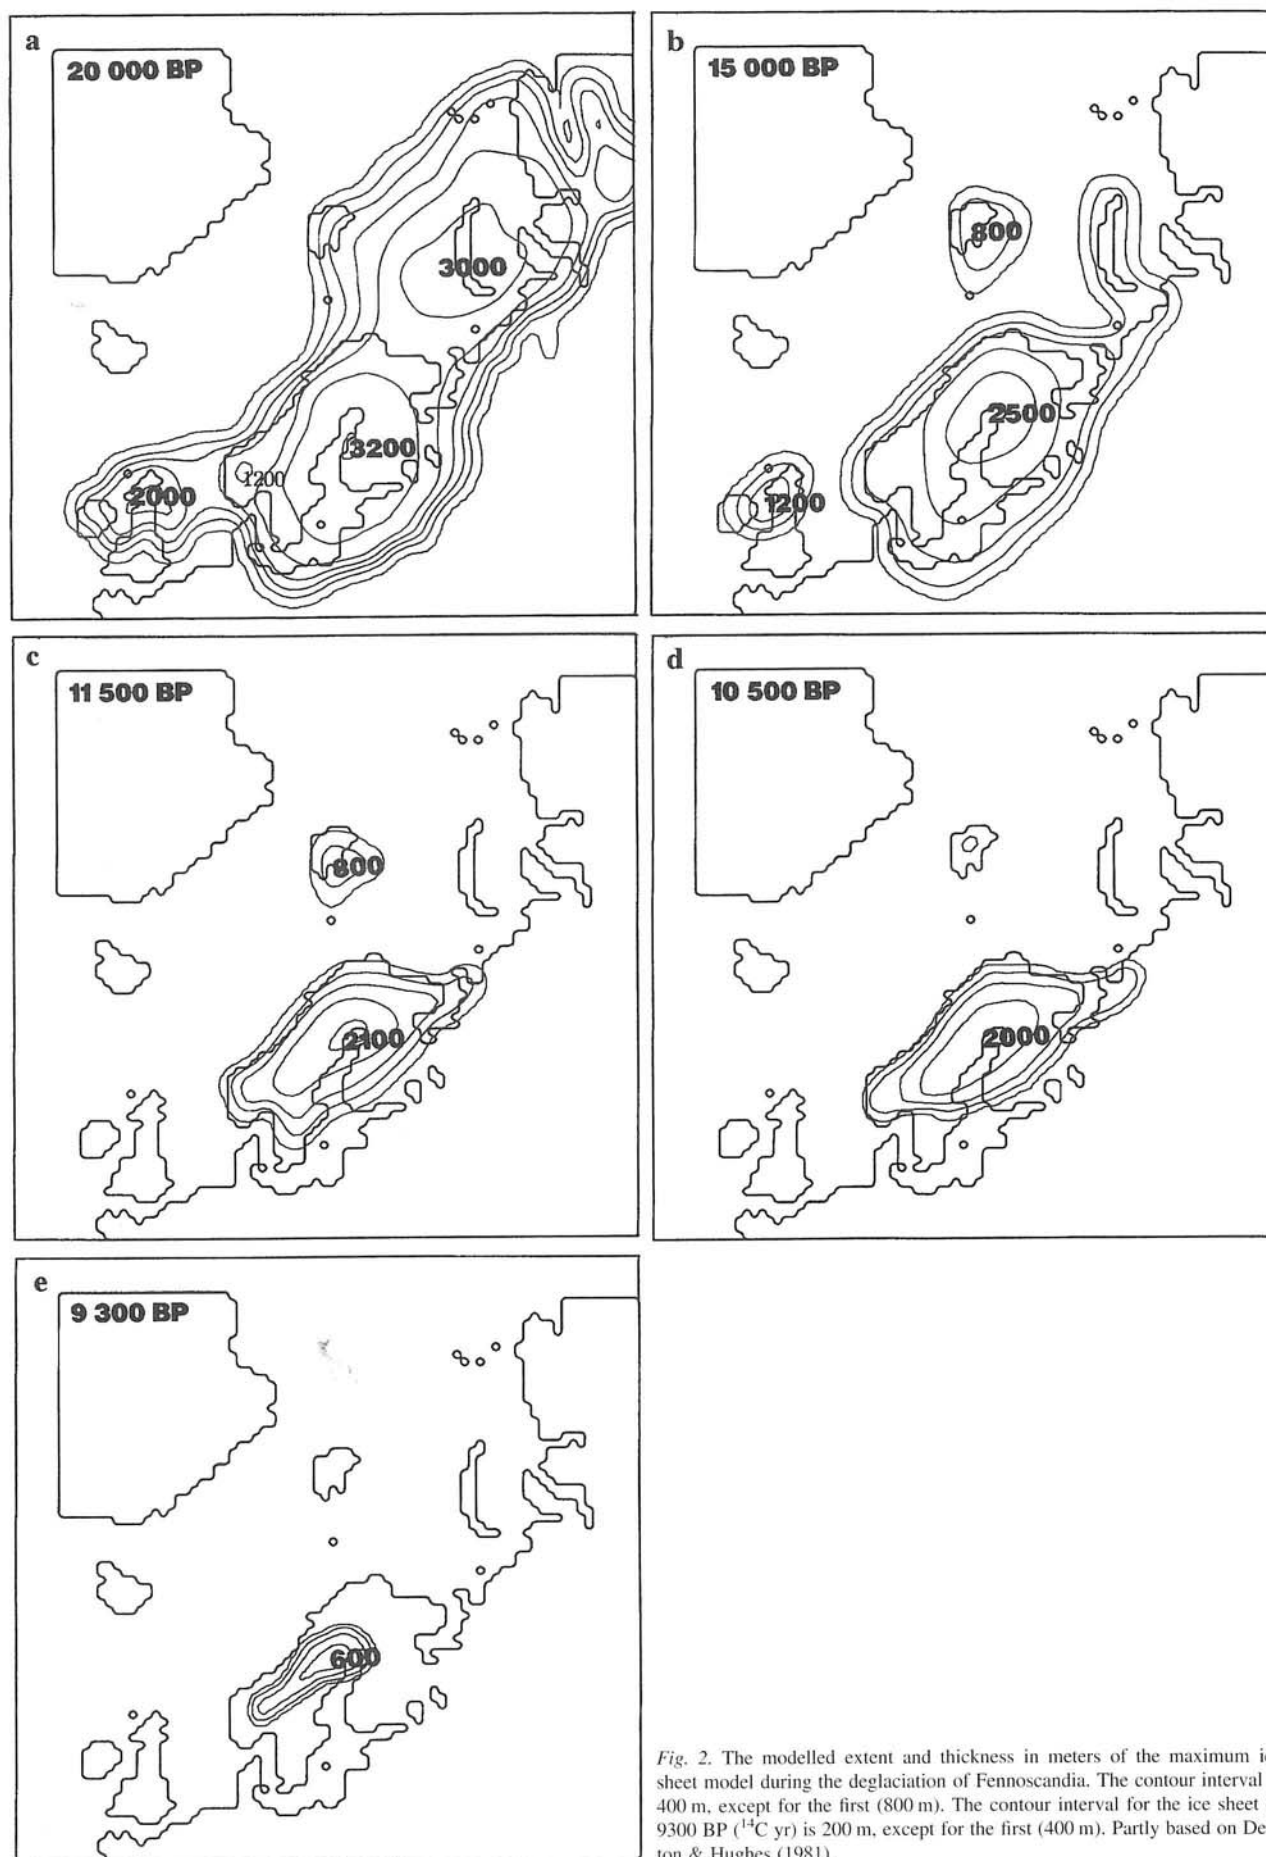 a
20 000 BP
3000
3200
1200
2000
b
15 000 BP
800
2500
1200
c
11 500 BP
800
2100
d
10 500 BP
2000
e
9 300 BP
600
Fig. 2. The modelled extent and thickness in meters of the maximum
sheet model during the deglaciation of Fennoscandia. The contour interval
400 m, except for the first (800 m). The contour interval for the ice sheet
9300 BP (¹⁴C yr) is 200 m, except for the first (400 m). Partly based on De
ton & Hughes (1981)